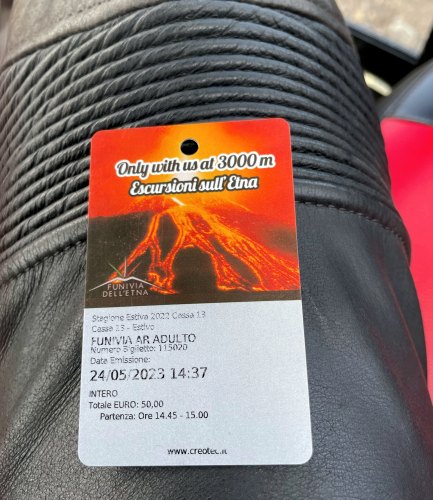 Only with us at 3000 m
Escursioni sull'Etna
FUNIVIA
DELL'ETNA
Stagione Estiva 2022 Cassa 13
Cassa 13 - Estivo
FUNIVIA AR ADULTO
Numero Biglietto: 115020
Data Emissione:
24/05/2023 14:37
INTERO
Totale EURO: 50,00
Partenza: Ore 14.45 - 15.00
www.creotec.it